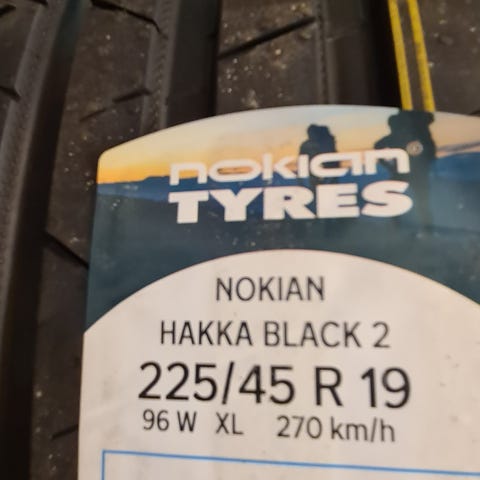 nokian®
TYRES
NOKIAN
HAKKA BLACK 2
225/45 R 19
96 W XL 270 km/h